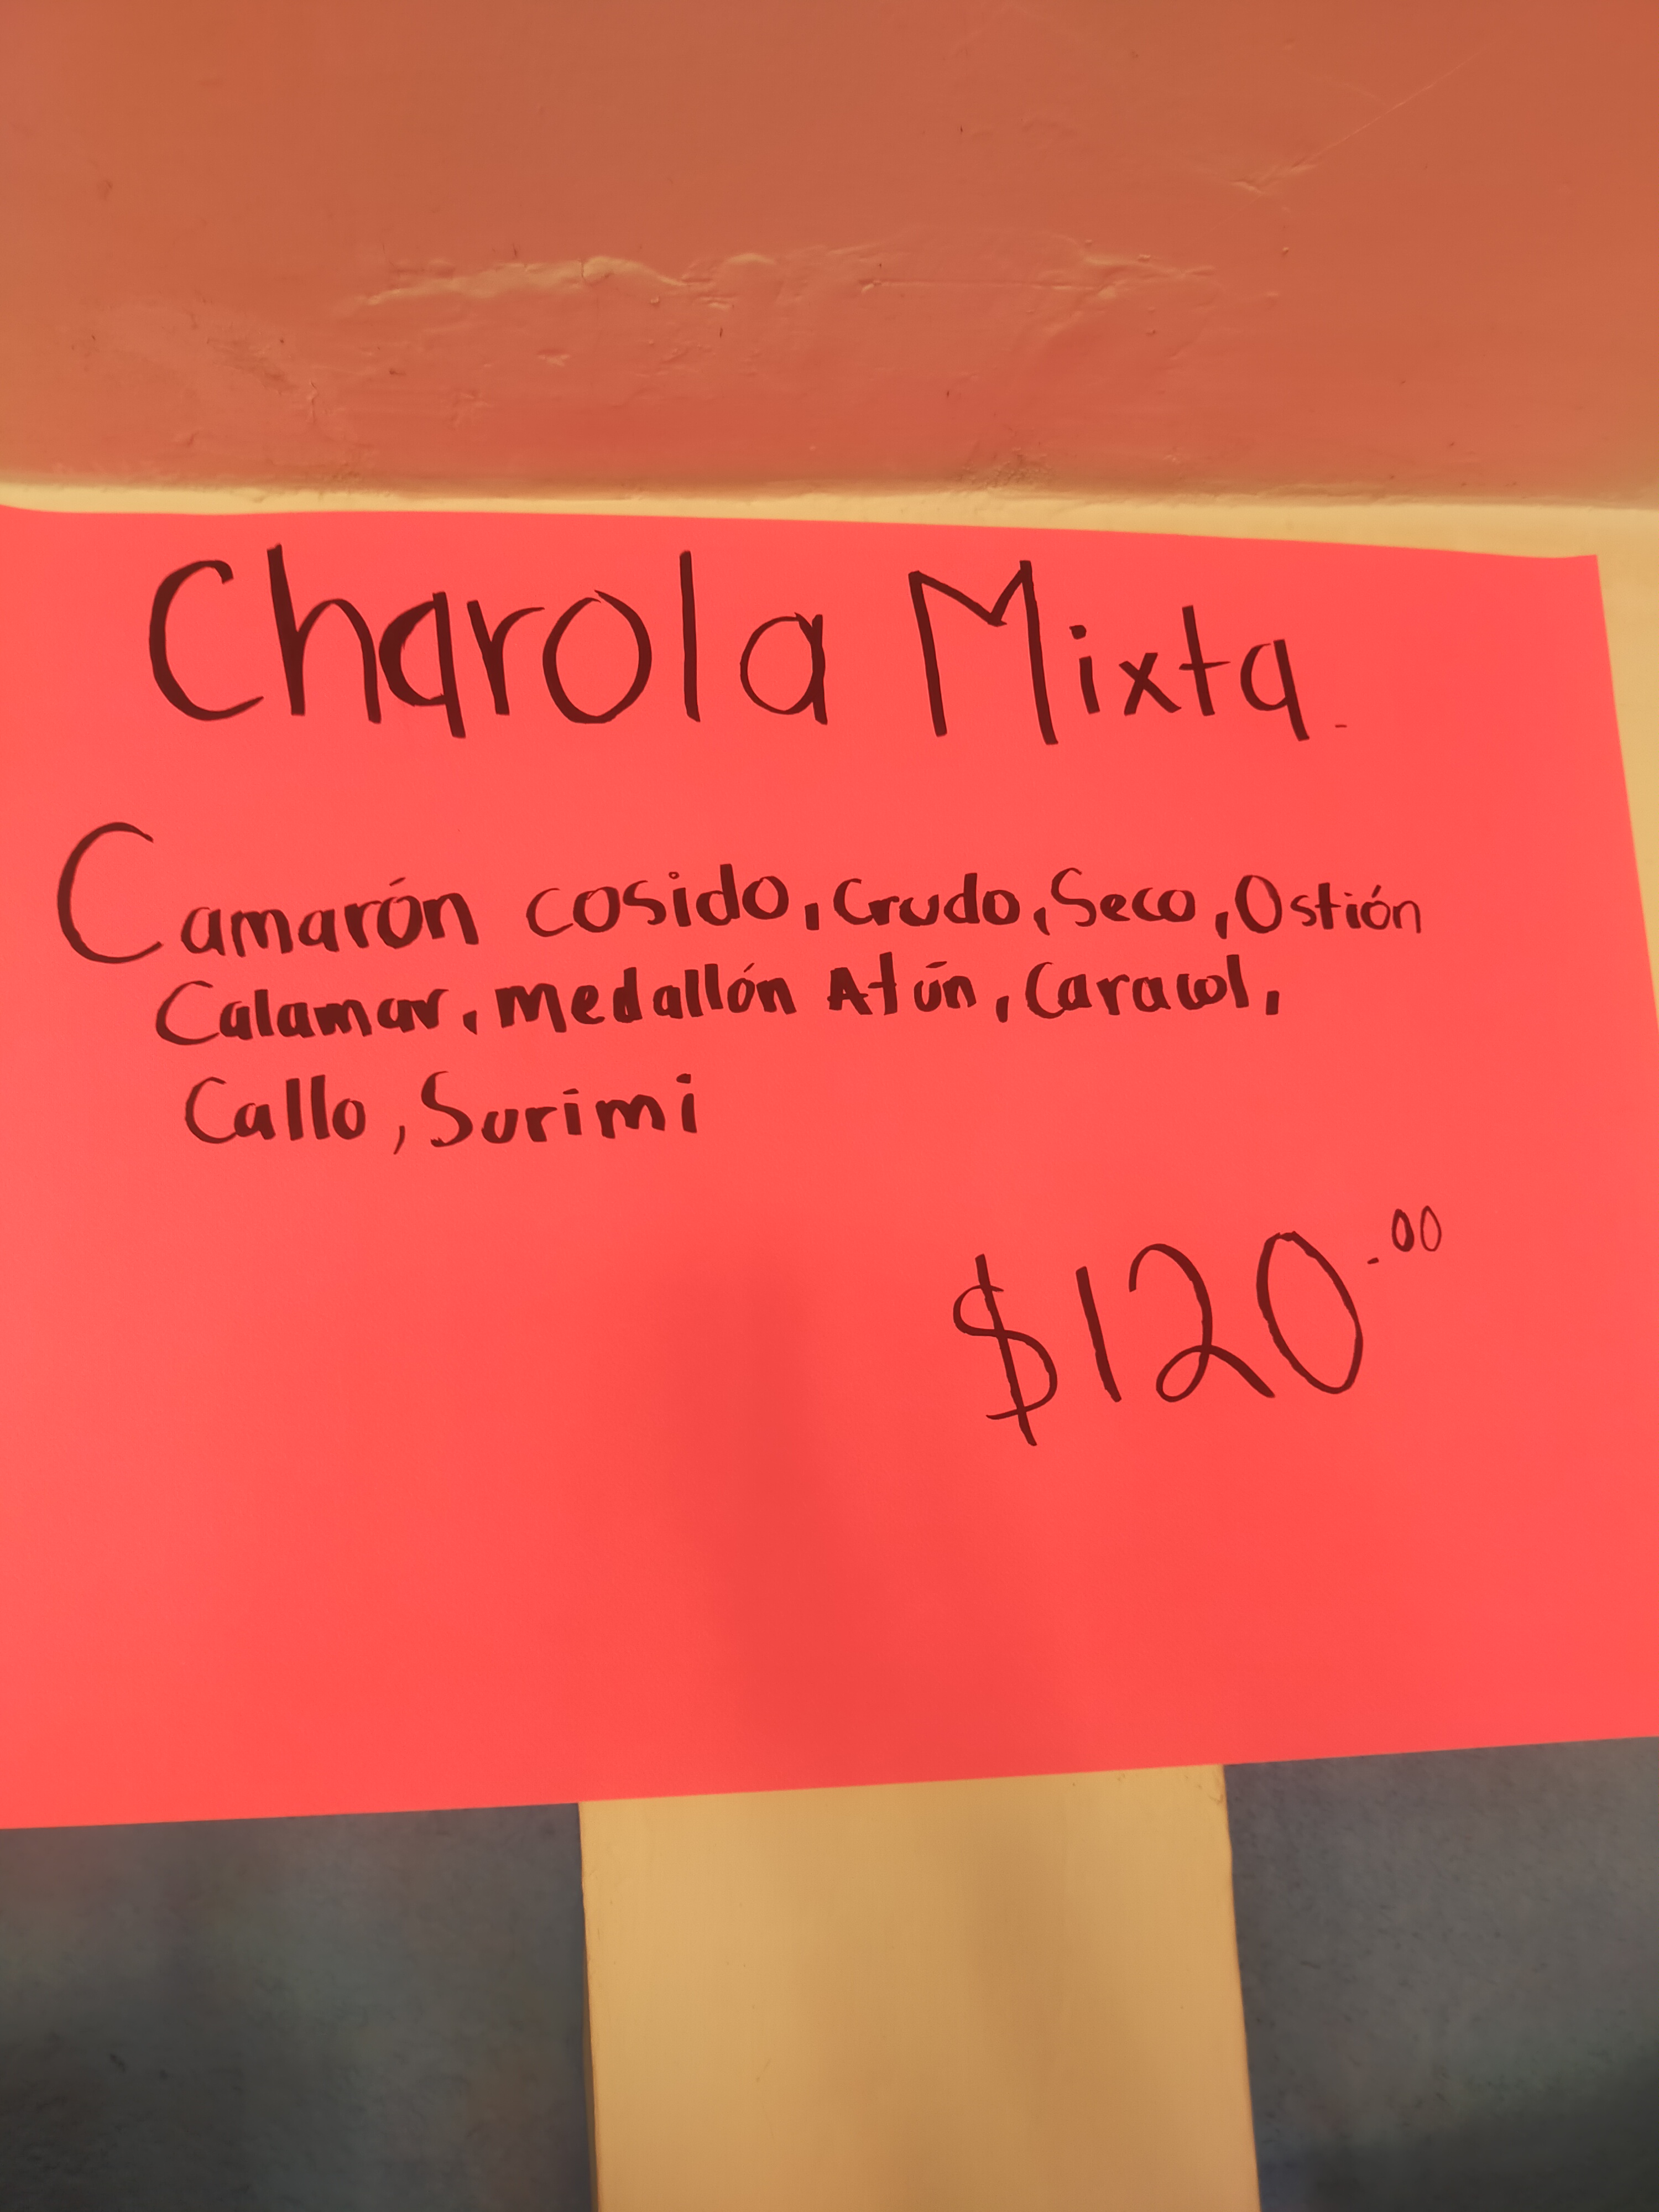 Charola Mixta.
Camarón cosido, Crudo, Seco, Ostión
Calamar, Medallón Atún, Caracol,
Callo, Surimi
$120.00